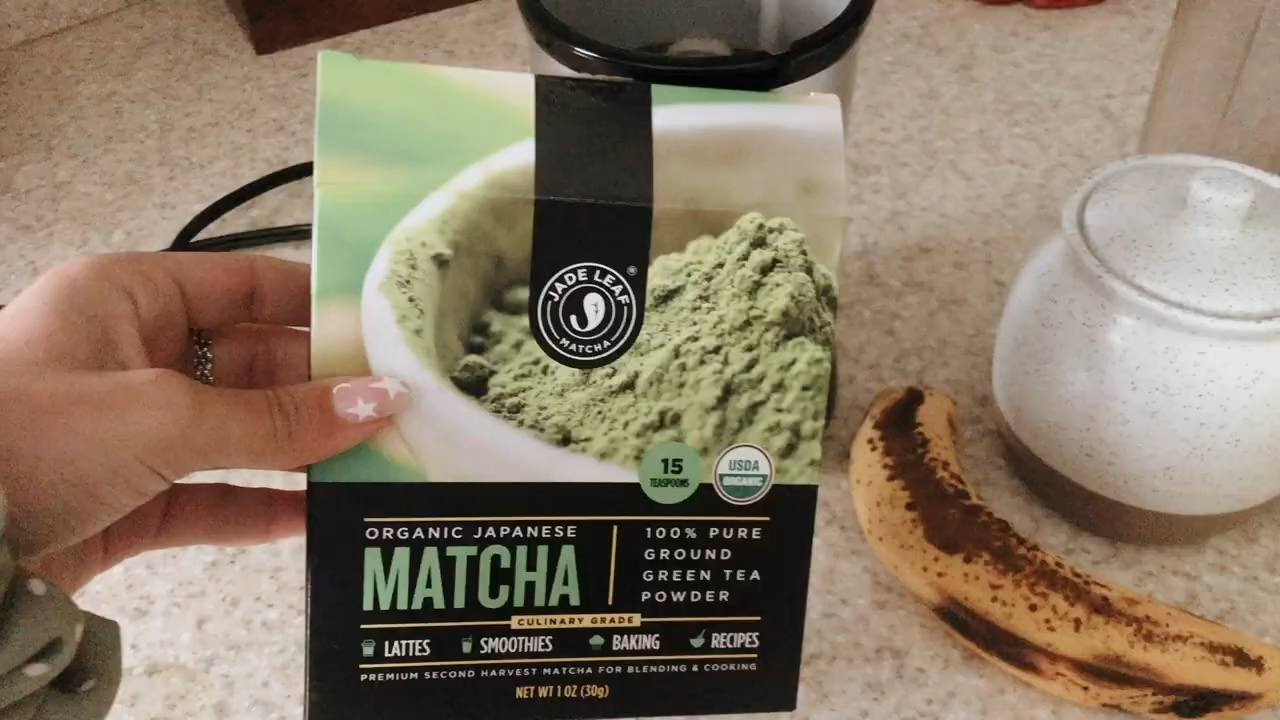 JADE LEAF®
MATCHA
15
TEASPOONS
USDA
ORGANIC
ORGANIC JAPANESE
MATCHA
100% PURE
GROUND
GREEN TEA
POWDER
CULINARY GRADE
LATTES SMOOTHIES BAKING RECIPES
PREMIUM SECOND HARVEST MATCHA FOR BLENDING & COOKING
NET WT 1 OZ (30g)